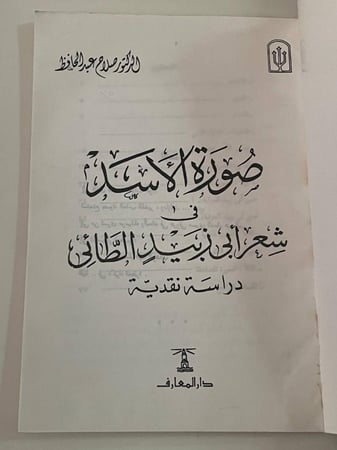 الدكتور صلاح عبد الحافظ
صورة الأسد
في
شعر أبي زبيد الطائي
دراسة نقدية
دار المعارف